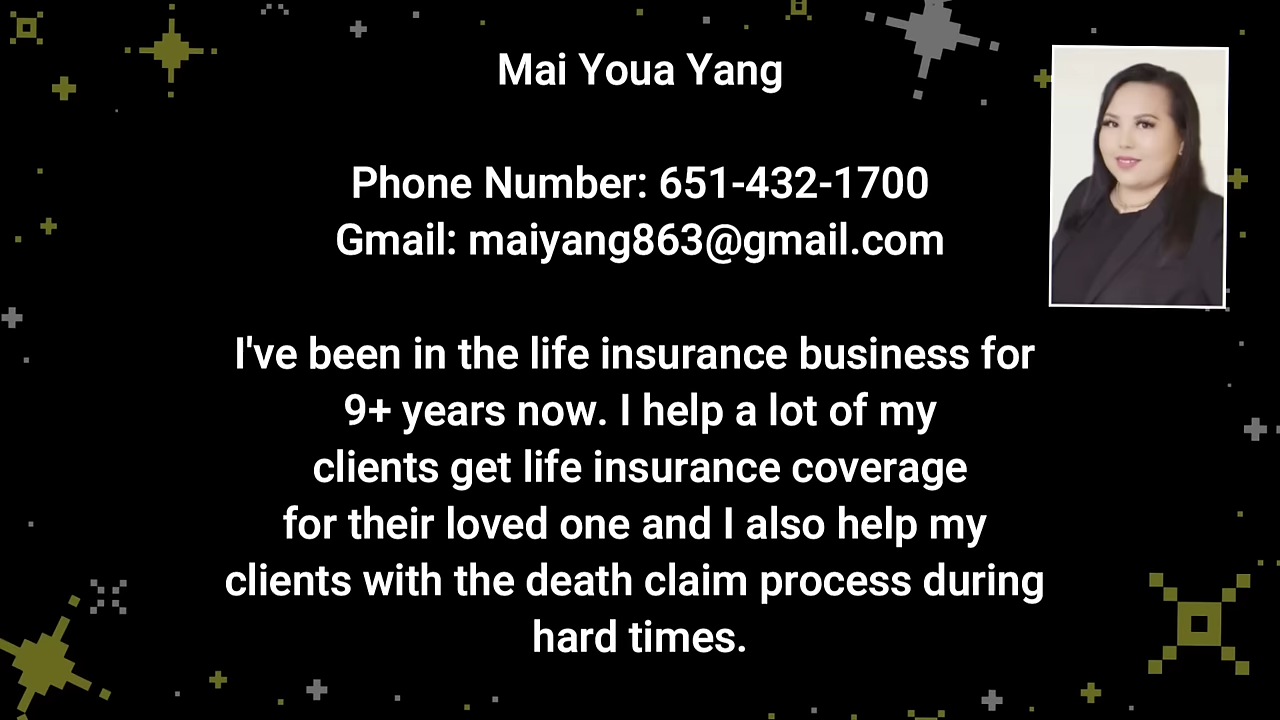 Mai Youa Yang
Phone Number: 651-432-1700
Gmail: maiyang863@gmail.com
I've been in the life insurance business for
9+ years now. I help a lot of my
clients get life insurance coverage
for their loved one and I also help my
clients with the death claim process during
hard times.